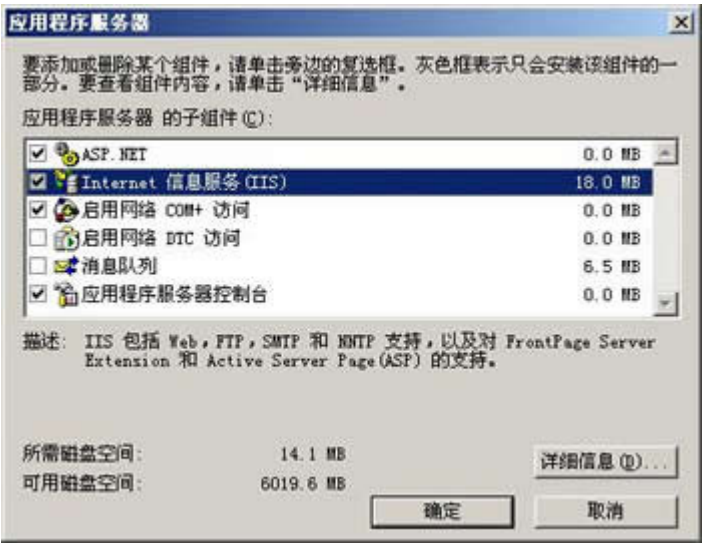 应用程序服务器
要添加或删除某个组件，请单击旁边的复选框。灰色框表示只会安装该组件的一
部分。要查看组件内容，请单击“详细信息”。
应用程序服务器 的子组件(C):
ASP.NET 0.0 MB
Internet 信息服务(IIS) 18.0 MB
启用网络 COM+ 访问 0.0 MB
启用网络 DTC 访问 0.0 MB
消息队列 6.5 MB
应用程序服务器控制台 0.0 MB
描述: IIS 包括 Web，FTP，SMTP 和 NNTP 支持，以及对 FrontPage Server
Extension 和 Active Server Page(ASP) 的支持。
所需磁盘空间: 14.1 MB
详细信息(D)...
可用磁盘空间: 6019.6 MB
确定 取消